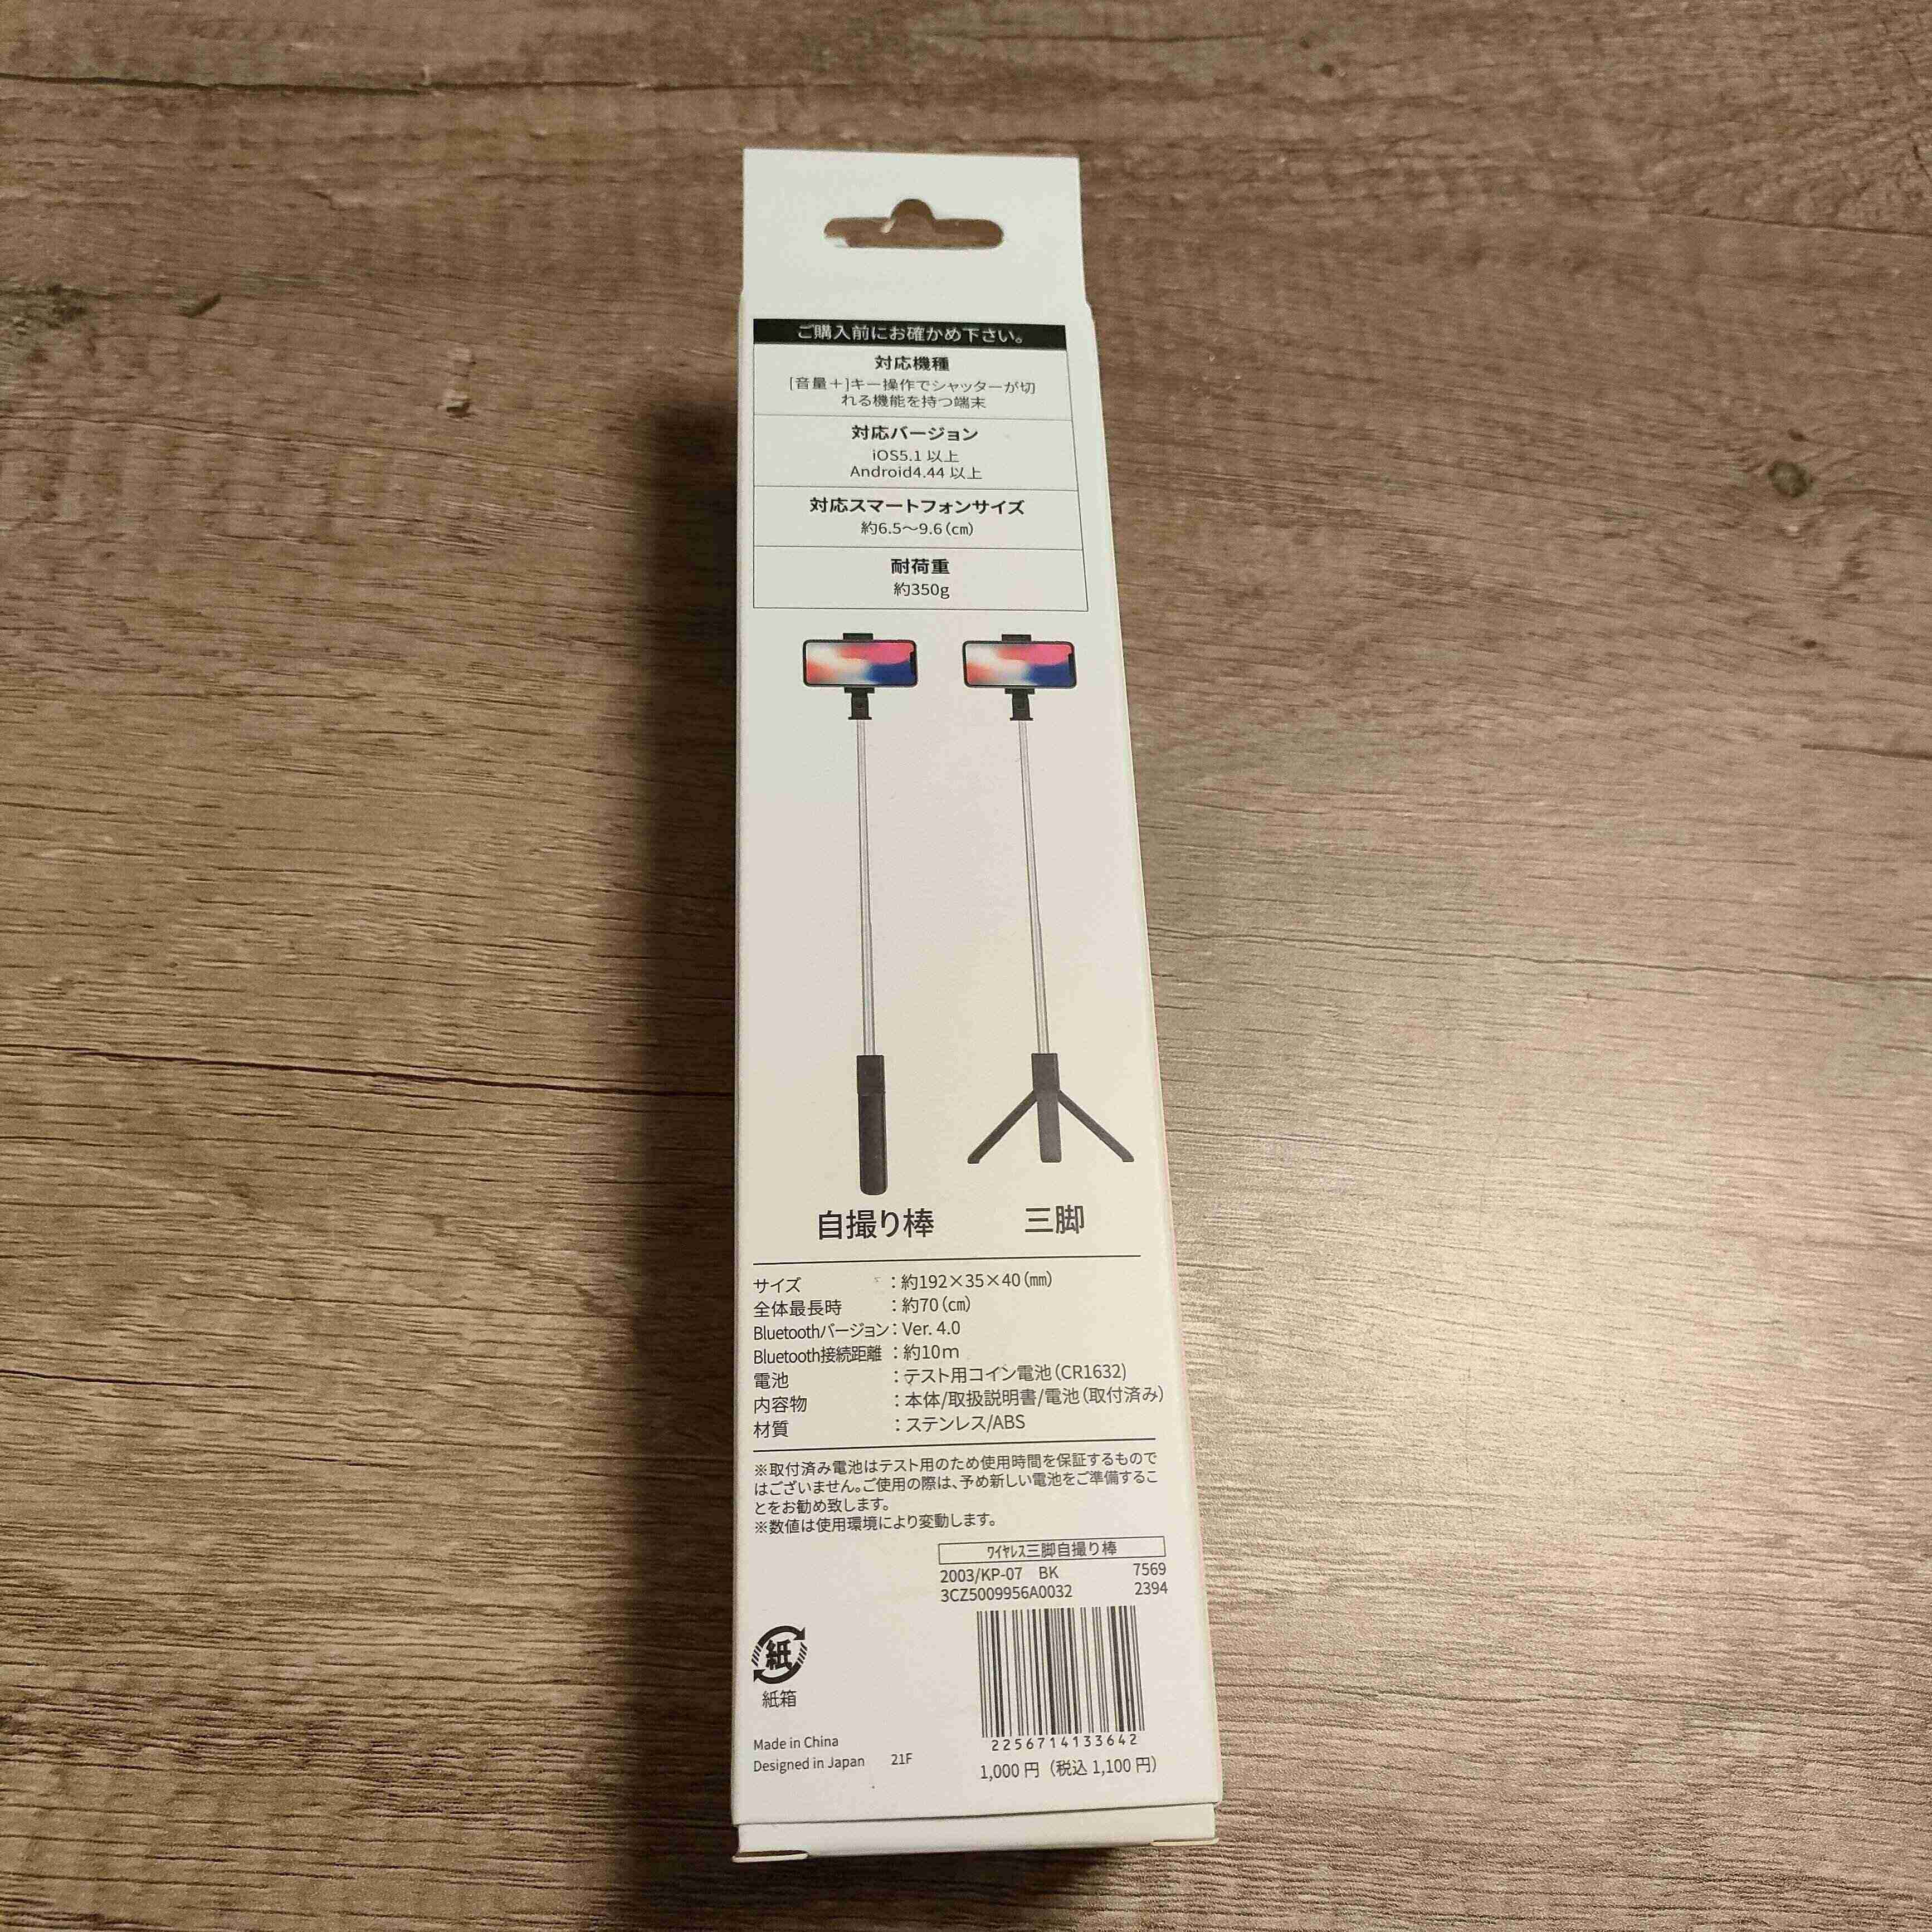 ご購入前にお確かめ下さい。
対応機種
[音量＋]キー操作でシャッターが切
れる機能を持つ端末
対応バージョン
iOS5.1 以上
Android4.44 以上
対応スマートフォンサイズ
約6.5〜9.6(㎝)
耐荷重
約350g
自撮り棒 三脚
サイズ：約192×35×40(㎜)
全体最長時：約70(㎝)
Bluetoothバージョン：Ver. 4.0
Bluetooth接続距離：約10m
電池：テスト用コイン電池(CR1632)
内容物：本体/取扱説明書/電池(取付済み)
材質：ステンレス/ABS
※取付済み電池はテスト用のため使用時間を保証するもので
はございません。ご使用の際は、予め新しい電池をご準備するこ
とをお勧め致します。
※数値は使用環境により変動します。
ﾜｲﾔﾚｽ三脚自撮り棒
2003/KP-07 BK 7569
3CZ5009956A0032 2394
紙
紙箱
2256714133642
Made in China
Designed in Japan 21F
1,000 円（税込 1,100 円）